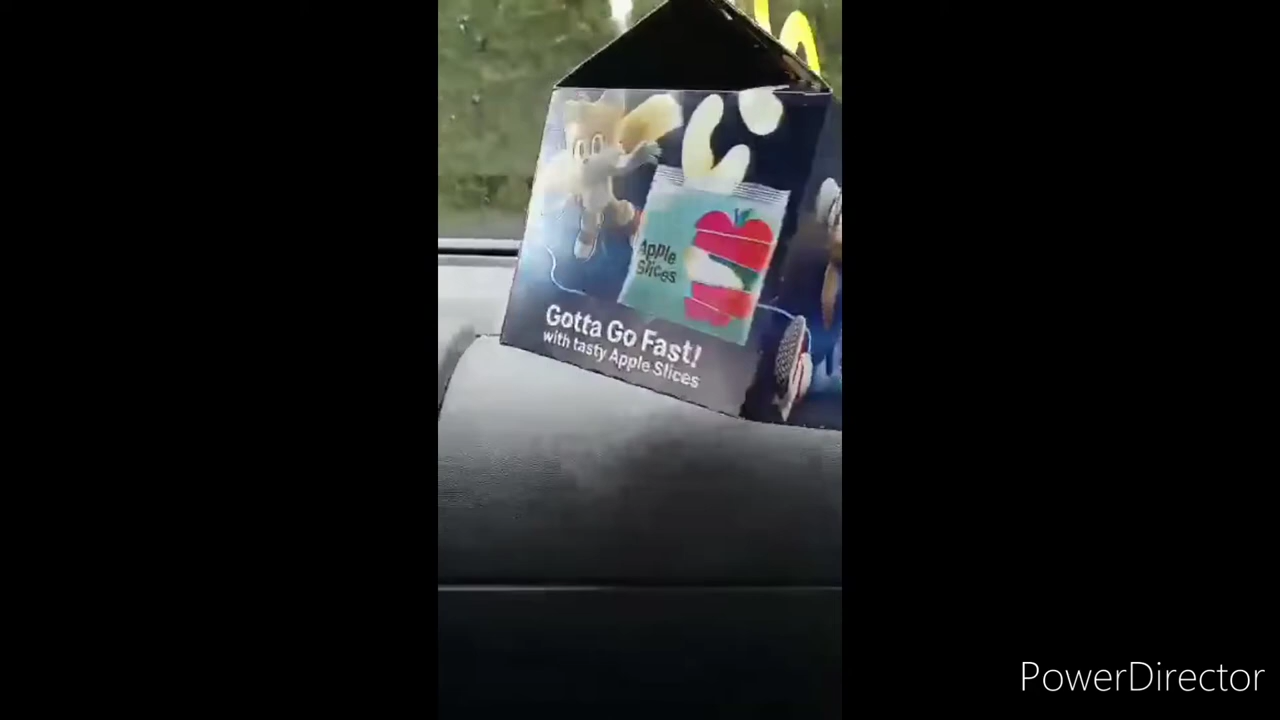 Apple
Slices
Gotta Go Fast!
with tasty Apple Slices
PowerDirector